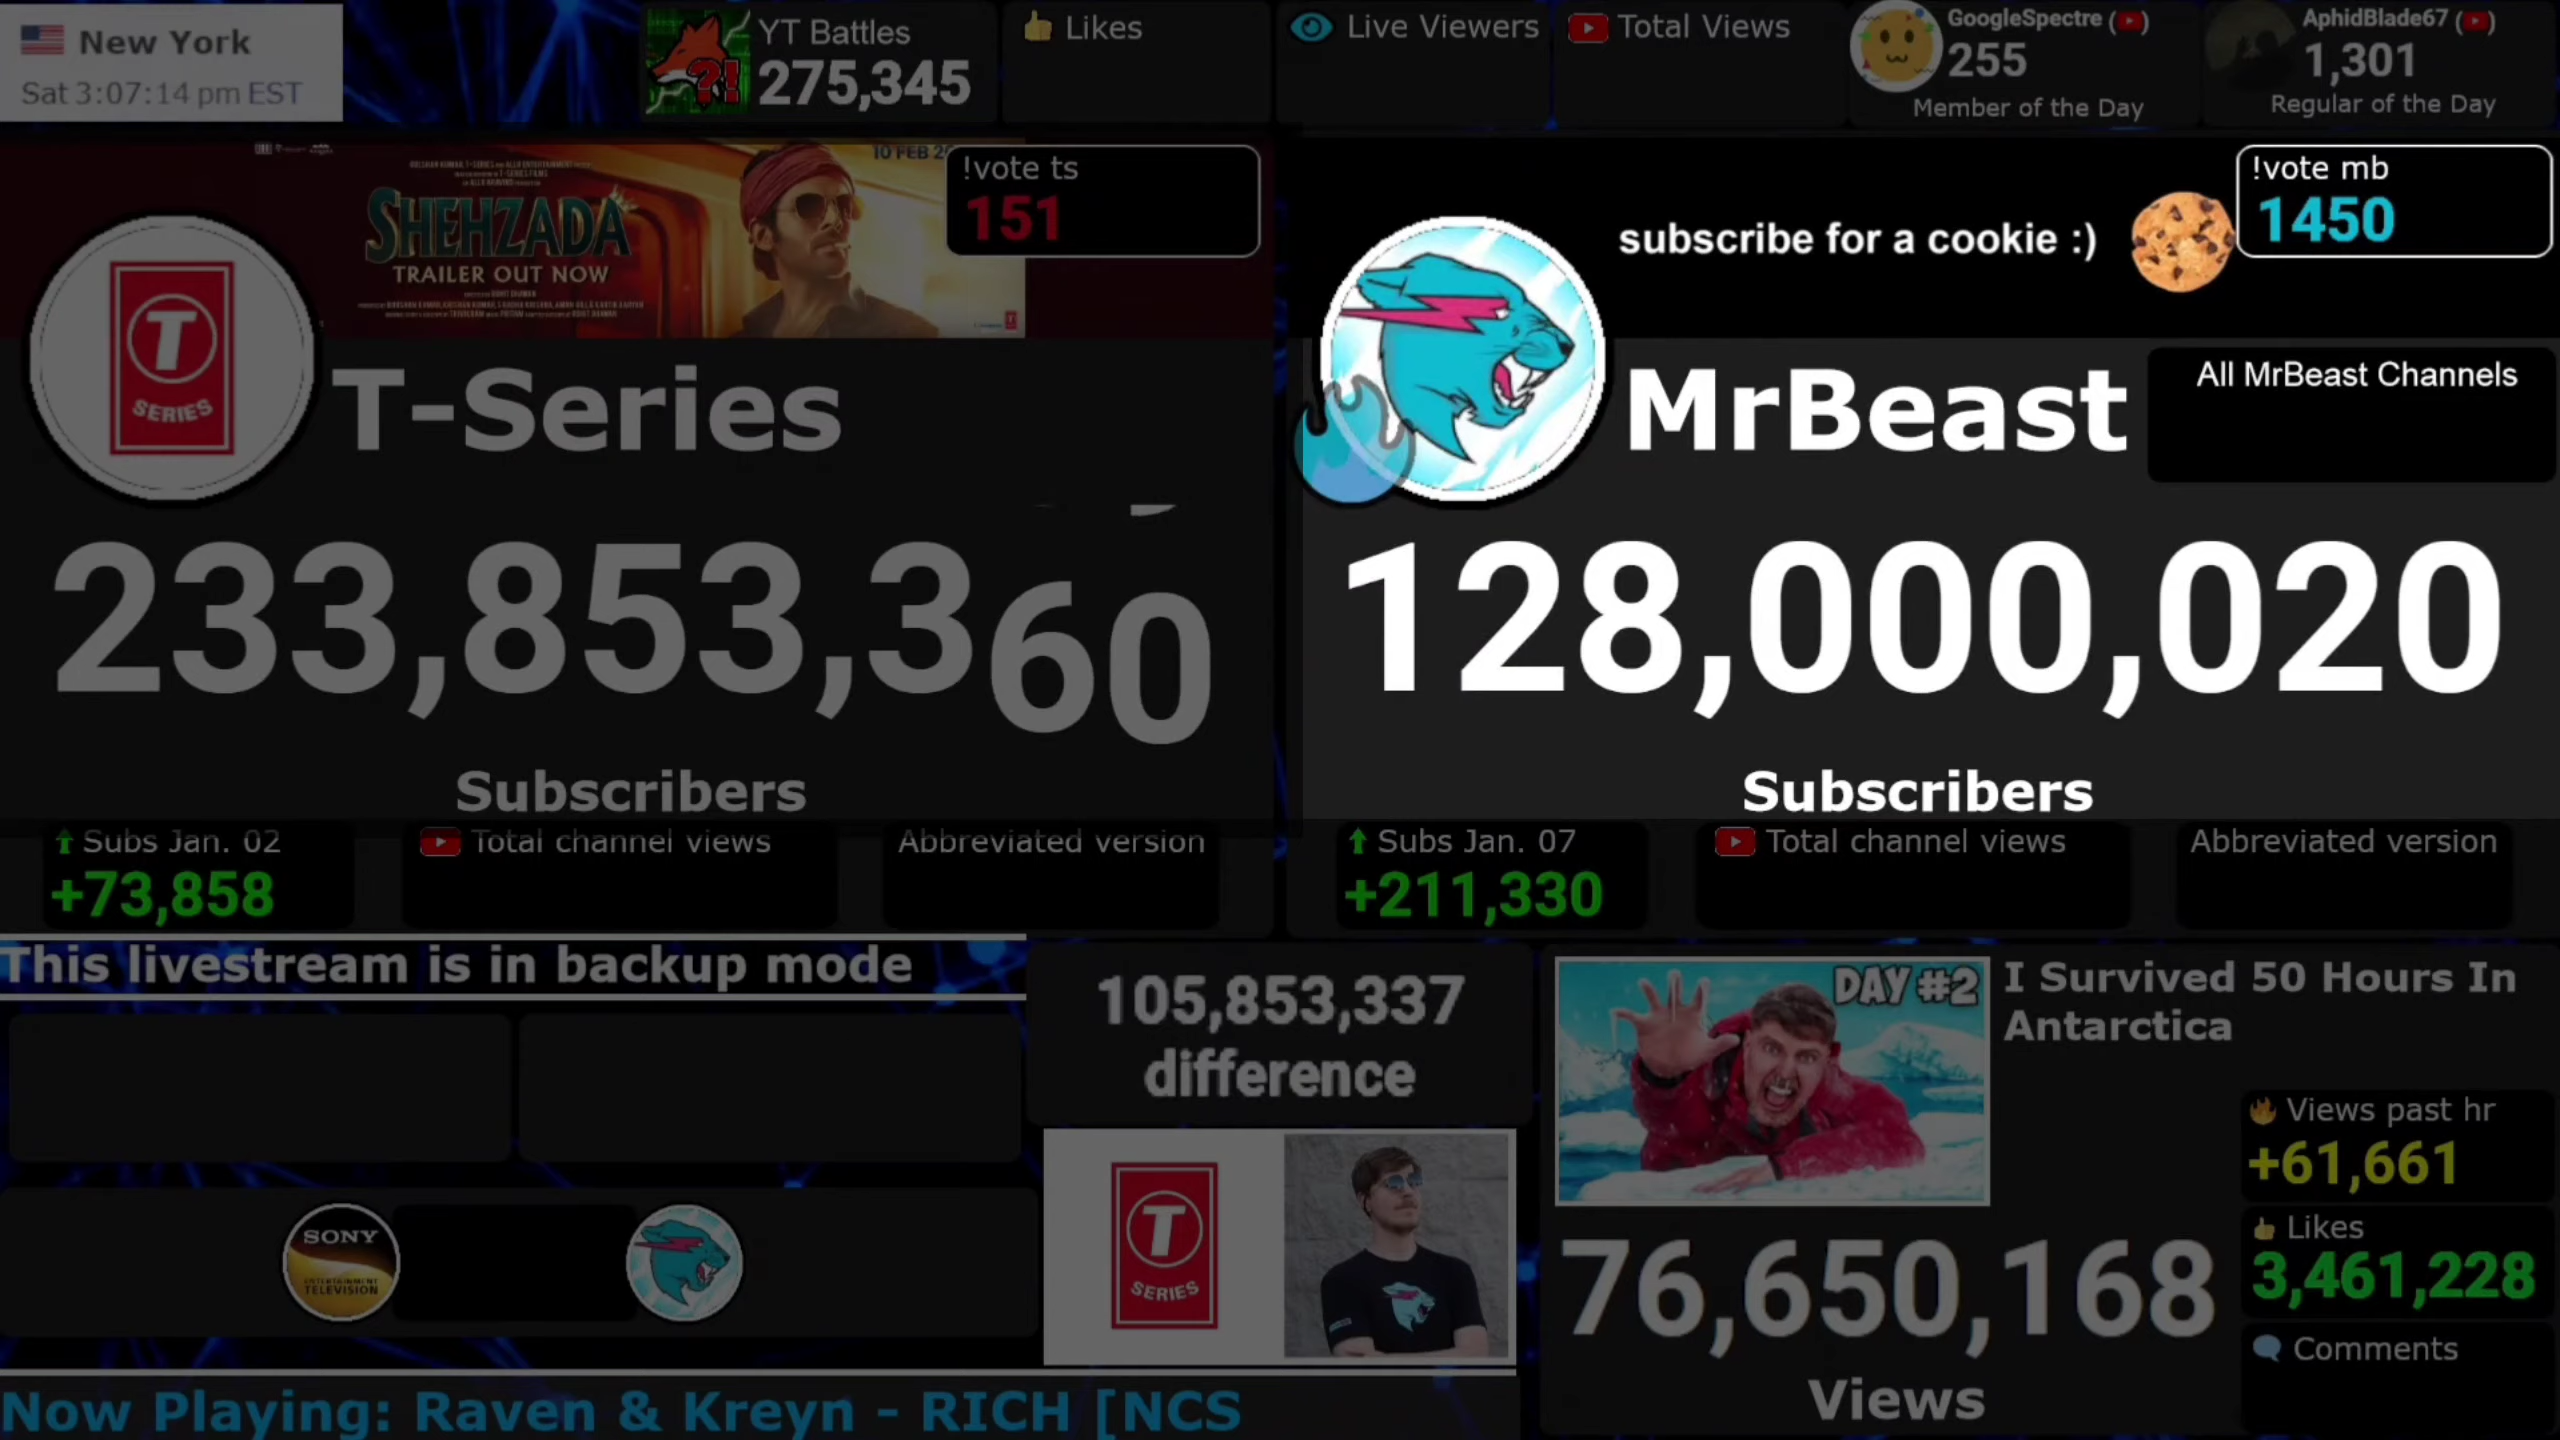 New York
Sat 3:07:14 pm EST
YT Battles
275,345
Likes
Live Viewers
Total Views
GoogleSpectre
255
Member of the Day
AphidBlade67
1,301
Regular of the Day
10 FEB
SHEHZADA
TRAILER OUT NOW
!vote ts
151
T
SERIES
T-Series
233,853,360
Subscribers
subscribe for a cookie :)
!vote mb
1450
MrBeast
All MrBeast Channels
128,000,020
Subscribers
Subs Jan. 02
+73,858
Total channel views
Abbreviated version
Subs Jan. 07
+211,330
Total channel views
Abbreviated version
This livestream is in backup mode
105,853,337
difference
SONY
ENTERTAINMENT
TELEVISION
T
SERIES
DAY #2
I Survived 50 Hours In
Antarctica
Views past hr
+61,661
Likes
3,461,228
Comments
76,650,168
Views
Now Playing: Raven & Kreyn - RICH [NCS